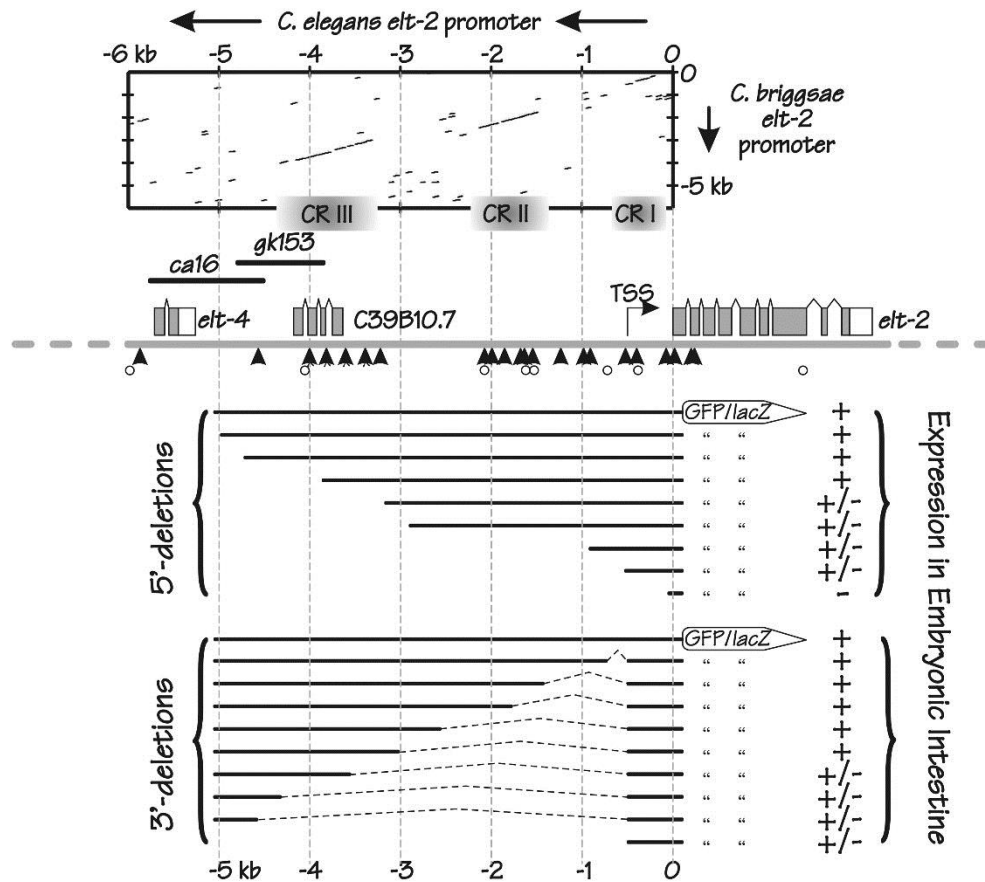 C. elegans elt-2 promoter
-6 kb -5 -4 -3 -2 -1 0
0
C. briggsae
elt-2
promoter
-5 kb
CR III CR II CR I
gk153
ca16
TSS
elt-4 C39B10.7 elt-2
5'-deletions
GFP/lacZ +
“ “ +
“ “ +
“ “ +
“ “ +/-
“ “ +/-
“ “ +/-
“ “ +/-
“ “ -
3'-deletions
GFP/lacZ +
“ “ +
“ “ +
“ “ +
“ “ +
“ “ +
“ “ +/-
“ “ +/-
“ “ +/-
“ “ +/-
Expression in Embryonic Intestine
-5 kb -4 -3 -2 -1 0